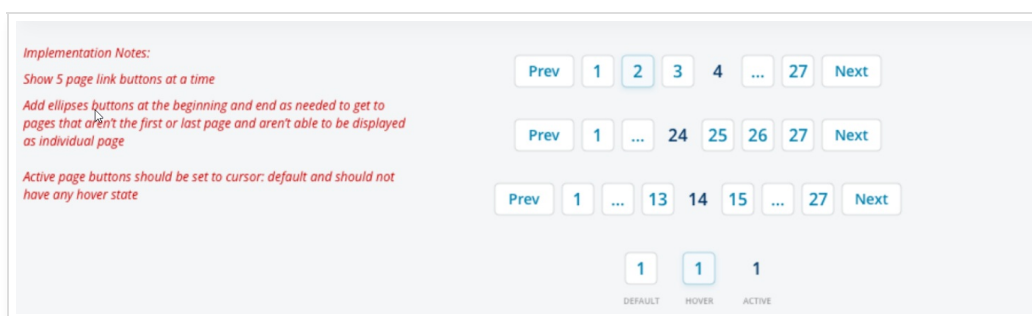 Implementation Notes:
Show 5 page link buttons at a time
Add ellipses buttons at the beginning and end as needed to get to
pages that aren't the first or last page and aren't able to be displayed
as individual page
Active page buttons should be set to cursor: default and should not
have any hover state
Prev 1 2 3 4 ... 27 Next
Prev 1 ... 24 25 26 27 Next
Prev 1 ... 13 14 15 ... 27 Next
1 1 1
DEFAULT HOVER ACTIVE